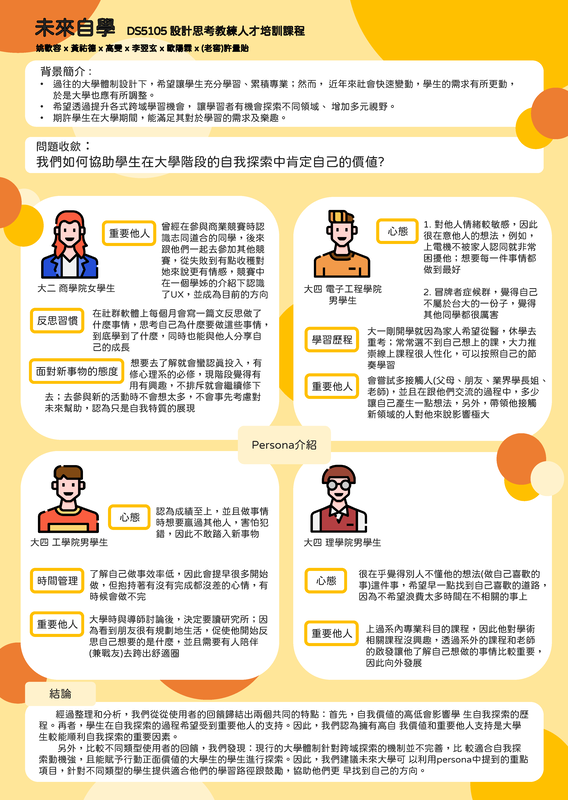 未來自學 DS5105 設計思考教練人才培訓課程
姚歡容 x 黃祐德 x 高雙 x 李翌玄 x 歐陽霖 x (老竇)許量貽
背景簡介:
• 過往的大學體制設計下，希望讓學生充分學習、累積專業；然而， 近年來社會快速變動，學生的需求有所更動，
於是大學也應有所調整。
• 希望透過提升各式跨域學習機會， 讓學習者有機會探索不同領域、 增加多元視野。
• 期許學生在大學期間，能滿足其對於學習的需求及樂趣。
問題收斂：
我們如何協助學生在大學階段的自我探索中肯定自己的價值?
大二 商學院女學生
重要他人
曾經在參與商業競賽時認
識志同道合的同學，後來
跟他們一起去參加其他競
賽，從失敗到有點收穫對
她來說更有情感，競賽中
在一個學姊的介紹下認識
了UX，並成為目前的方向
反思習慣
在社群軟體上每個月會寫一篇文反思做了
什麼事情，思考自己為什麼要做這些事情，
到底學到了什麼，同時也能與他人分享自
己的成長
面對新事物的態度
想要去了解就會蠻認真投入，有
修心理系的必修，現階段覺得有
用有興趣，不排斥就會繼續修下
去；去參與新的活動時不會想太多，不會事先考慮對
未來幫助，認為只是自我特質的展現
大四 電子工程學院
男學生
心態
1. 對他人情緒較敏感，因此
很在意他人的想法，例如，
上電機不被家人認同就非常
困擾他；想要每一件事情都
做到最好
2. 冒牌者症候群，覺得自己
不屬於台大的一份子，覺得
其他同學都很厲害
學習歷程
大一剛開學就因為家人希望從醫，休學去
重考；常常選不到自己想上的課，大力推
崇線上課程很人性化，可以按照自己的節
奏學習
重要他人
會嘗試多接觸人(父母、朋友、業界學長姐、
老師)，並且在跟他們交流的過程中，多少
讓自己產生一點想法，另外，帶領他接觸
新領域的人對他來說影響極大
Persona介紹
大四 工學院男學生
心態
認為成績至上，並且做事情
時想要贏過其他人，害怕犯
錯，因此不敢踏入新事物
時間管理
了解自己做事效率低，因此會提早很多開始
做，但抱持著有沒有完成都沒差的心情，有
時候會做不完
重要他人
大學時與導師討論後，決定要讀研究所；因
為看到朋友很有規劃地生活，促使他開始反
思自己想要的是什麼，並且需要有人陪伴
(兼戰友)去跨出舒適圈
大四 理學院男學生
心態
很在乎覺得別人不懂他的想法(做自己喜歡的
事)這件事，希望早一點找到自己喜歡的道路，
因為不希望浪費太多時間在不相關的事上
重要他人
上過系內專業科目的課程，因此他對學術
相關課程沒興趣，透過系外的課程和老師
的啟發讓他了解自己想做的事情比較重要，
因此向外發展
結論
經過整理和分析，我們從從使用者的回饋歸結出兩個共同的特點：首先，自我價值的高低會影響學 生自我探索的歷
程。再者，學生在自我探索的過程希望受到重要他人的支持。因此，我們認為擁有高自 我價值和重要他人支持是大學
生較能順利自我探索的重要因素。
另外，比較不同類型使用者的回饋，我們發現：現行的大學體制針對跨域探索的機制並不完善，比 較適合自我探
索動機強，且能賦予行動正面價值的大學生的學生進行探索。因此，我們建議未來大學可 以利用persona中提到的重點
項目，針對不同類型的學生提供適合他們的學習路徑跟鼓勵，協助他們更 早找到自己的方向。